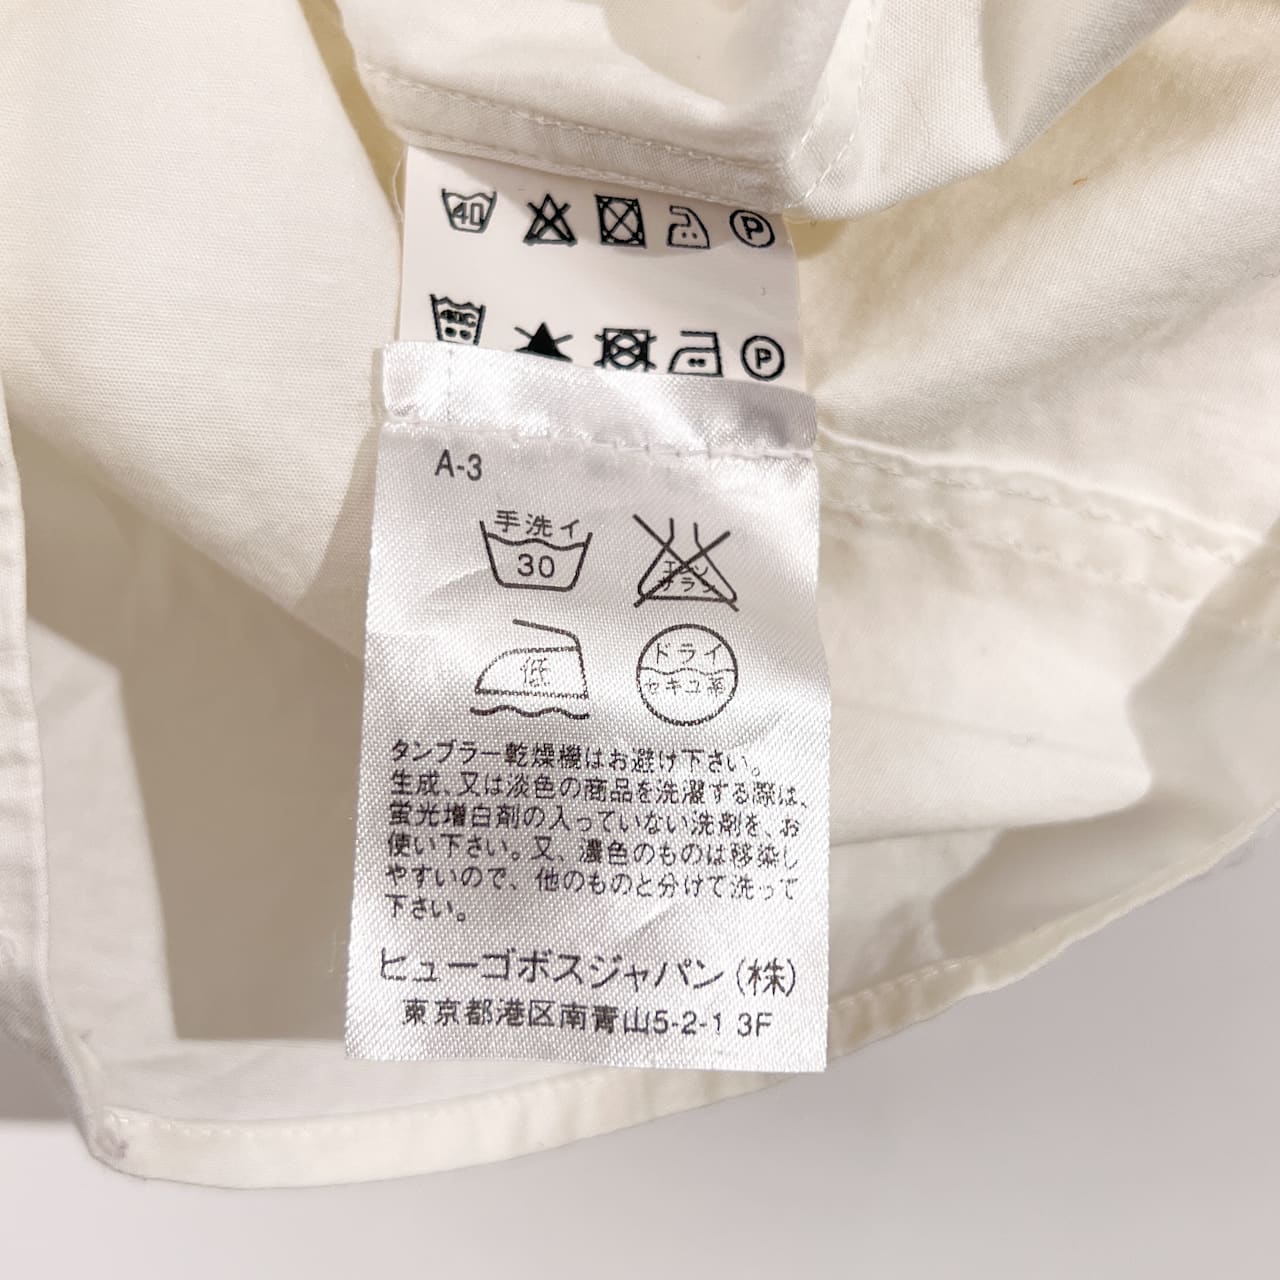 40
P
40C
P
A-3
手洗イ
30
エンソ
サラシ
低
ドライ
セキユ系
タンブラー乾燥機はお避け下さい。
生成、又は淡色の商品を洗濯する際は、
蛍光増白剤の入っていない洗剤を、お
使い下さい。又、濃色のものは移染し
やすいので、他のものと分けて洗って
下さい。
ヒューゴボスジャパン(株)
東京都港区南青山5-2-1 3F